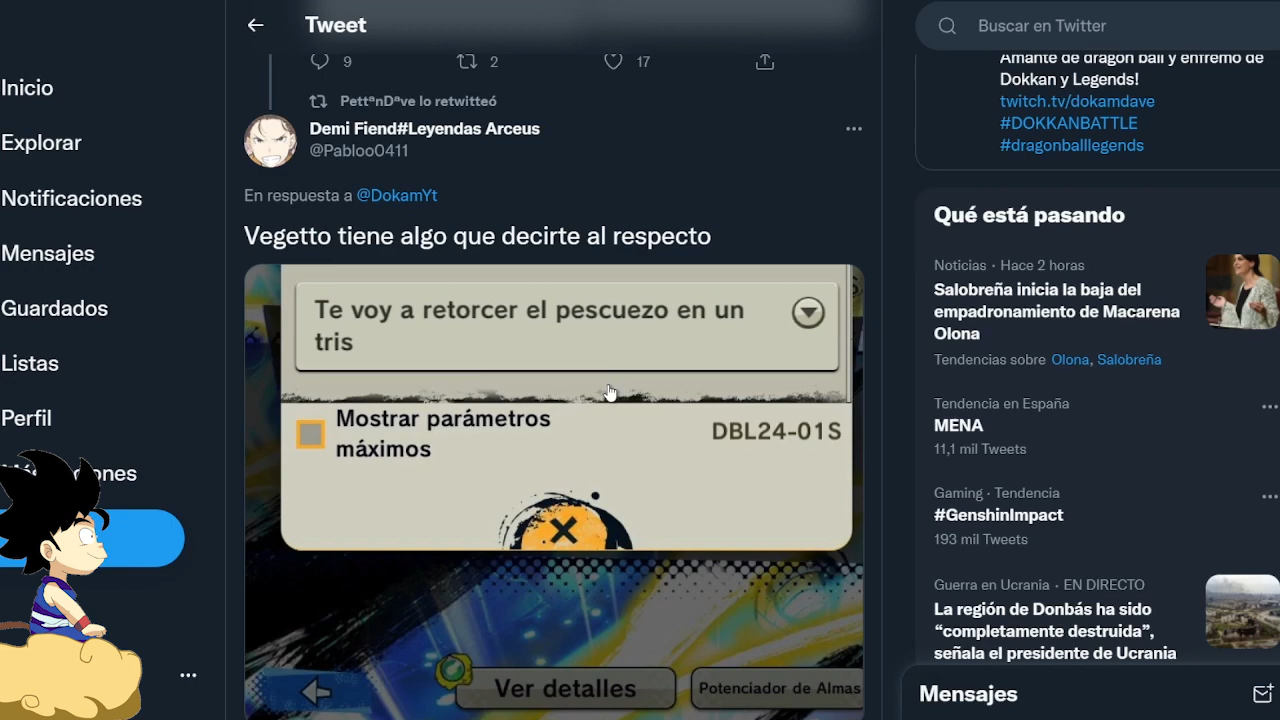 Inicio
Explorar
Notificaciones
Mensajes
Guardados
Listas
Perfil
Tweet
9
2
17
PettªnDªve lo retwitteó
Demi Fiend#Leyendas Arceus
@Pabloo0411
En respuesta a @DokamYt
Vegetto tiene algo que decirte al respecto
Te voy a retorcer el pescuezo en un
tris
Mostrar parámetros
máximos
DBL24-01S
Ver detalles
Potenciador de Almas
Buscar en Twitter
Amante de dragon ball y enfremo de
Dokkan y Legends!
twitch.tv/dokamdave
#DOKKANBATTLE
#dragonballlegends
Qué está pasando
Noticias · Hace 2 horas
Salobreña inicia la baja del
empadronamiento de Macarena
Olona
Tendencias sobre Olona, Salobreña
Tendencia en España
MENA
11,1 mil Tweets
Gaming · Tendencia
#GenshinImpact
193 mil Tweets
Guerra en Ucrania · EN DIRECTO
La región de Donbás ha sido
“completamente destruida”,
señala el presidente de Ucrania
Mensajes